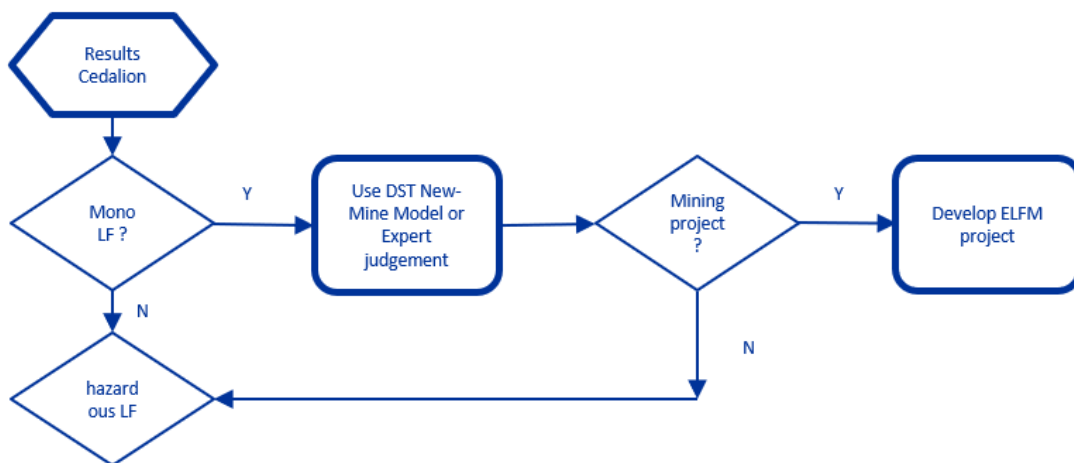 Results
Cedalion
Mono
LF ?
Y
Use DST New-
Mine Model or
Expert
judgement
Mining
project
?
Y
Develop ELFM
project
N
N
hazard
ous LF